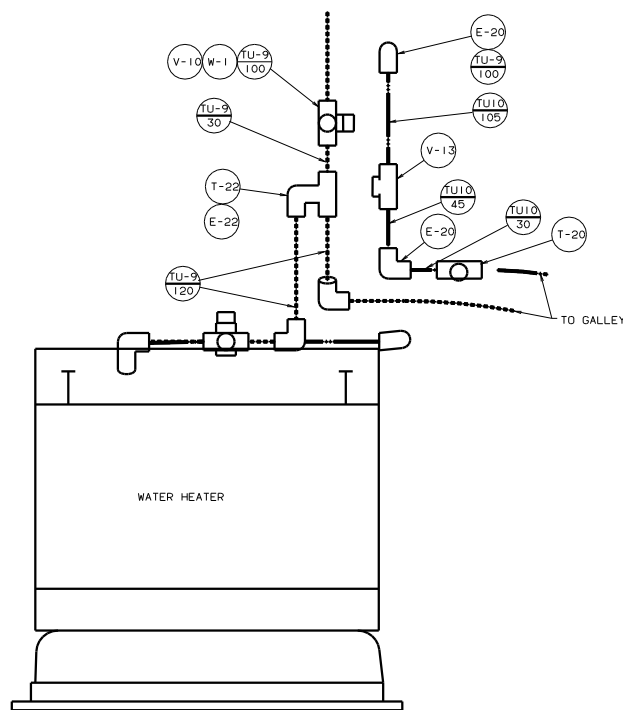 E-20
V-10 W-1 TU-9
100
TU-9
100
TU-9
30
TU10
105
V-13
T-22
TU10
45
E-22
E-20
TU10
30
T-20
TU-9
120
TO GALLEY
WATER HEATER